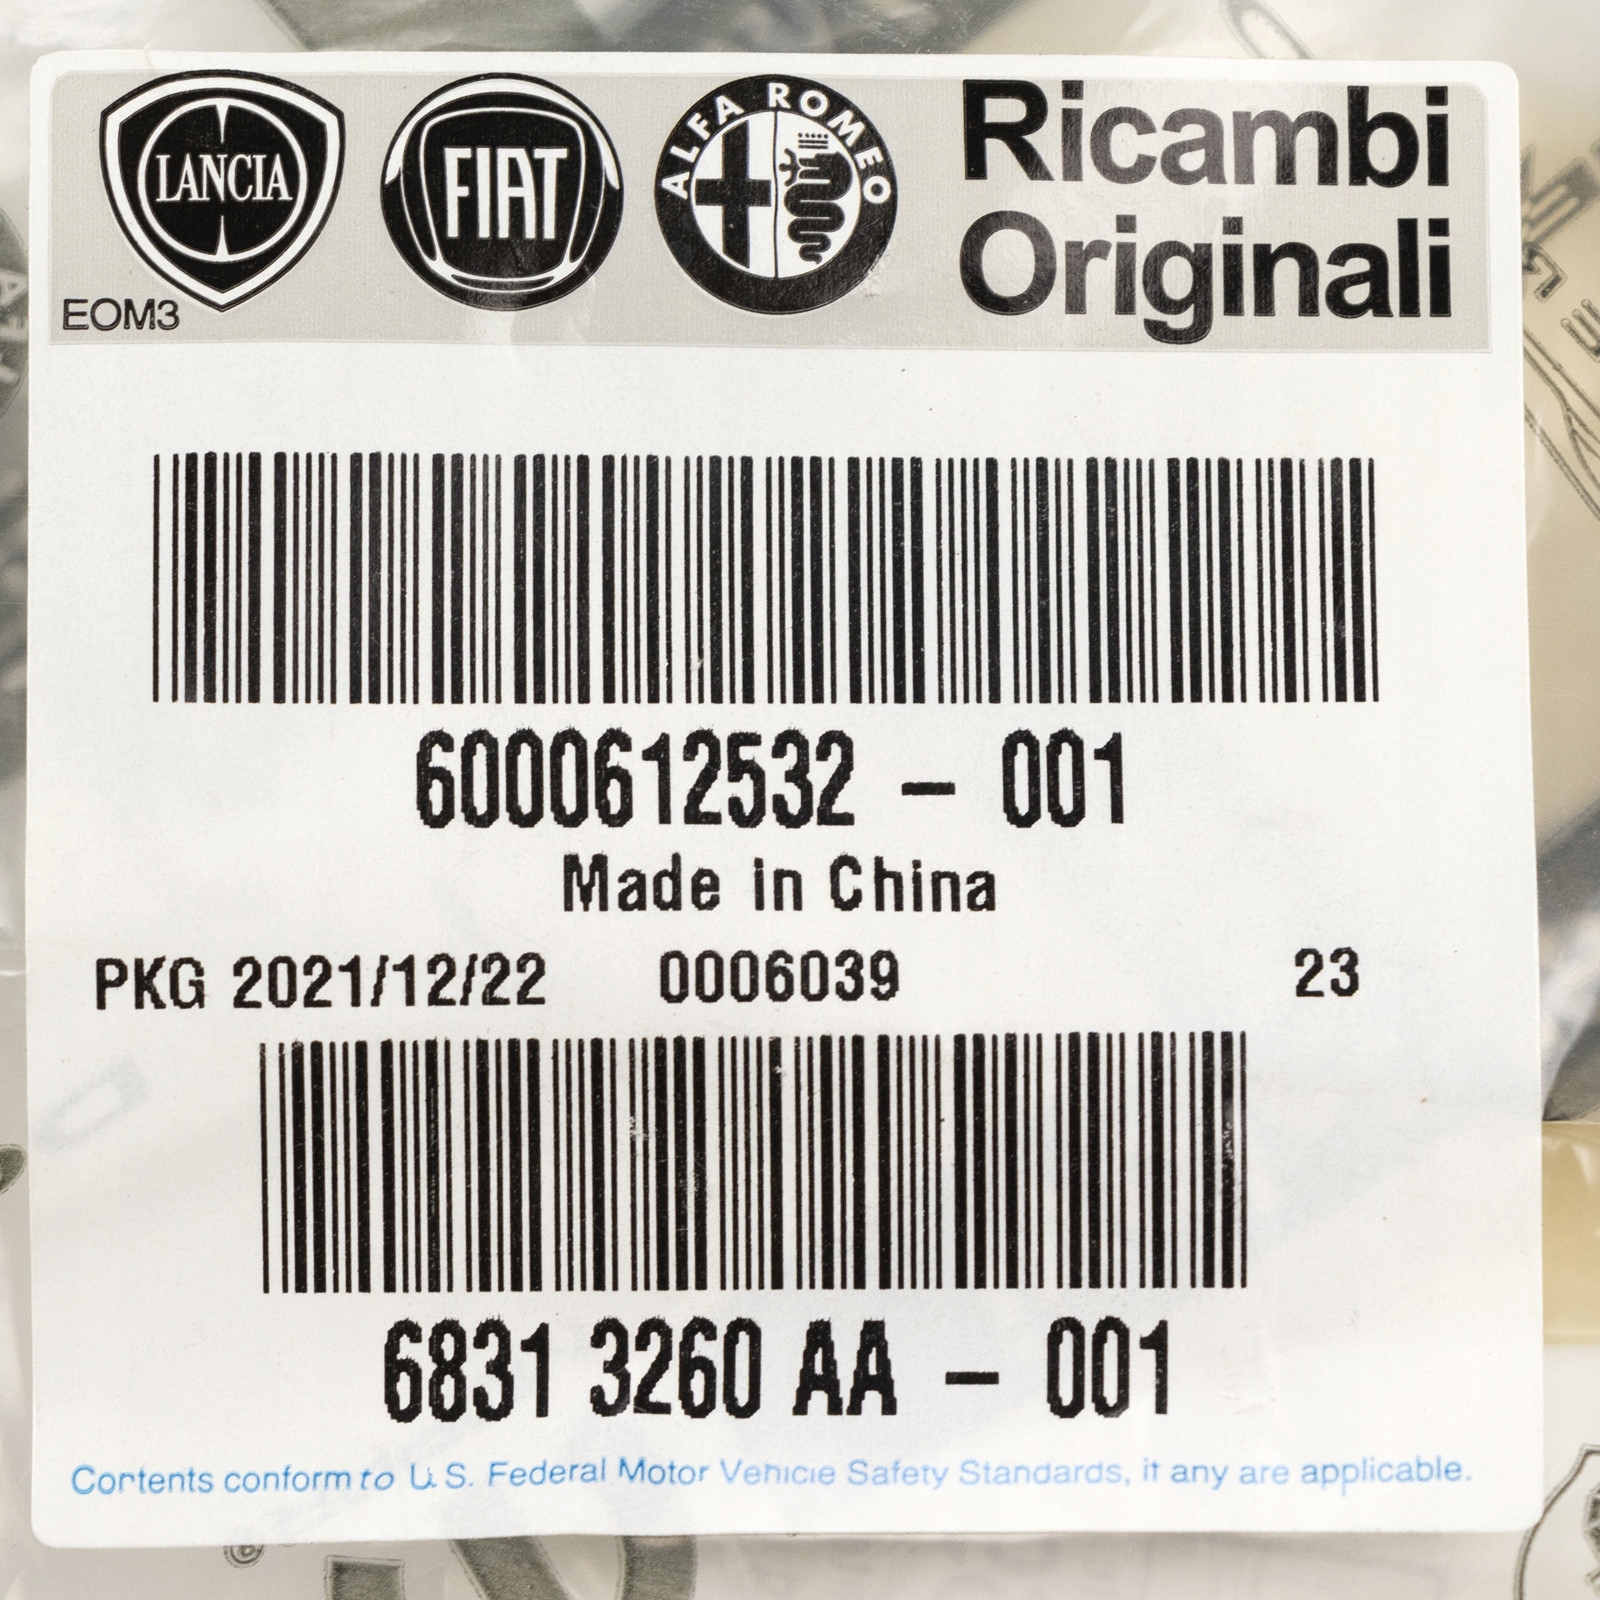 LANCIA
FIAT
ALFA ROMEO
Ricambi
Originali
EOM3
6000612532 – 001
Made in China
PKG 2021/12/22 0006039 23
6831 3260 AA – 001
Contents conform to U.S. Federal Motor Vehicle Safety Standards, if any are applicable.